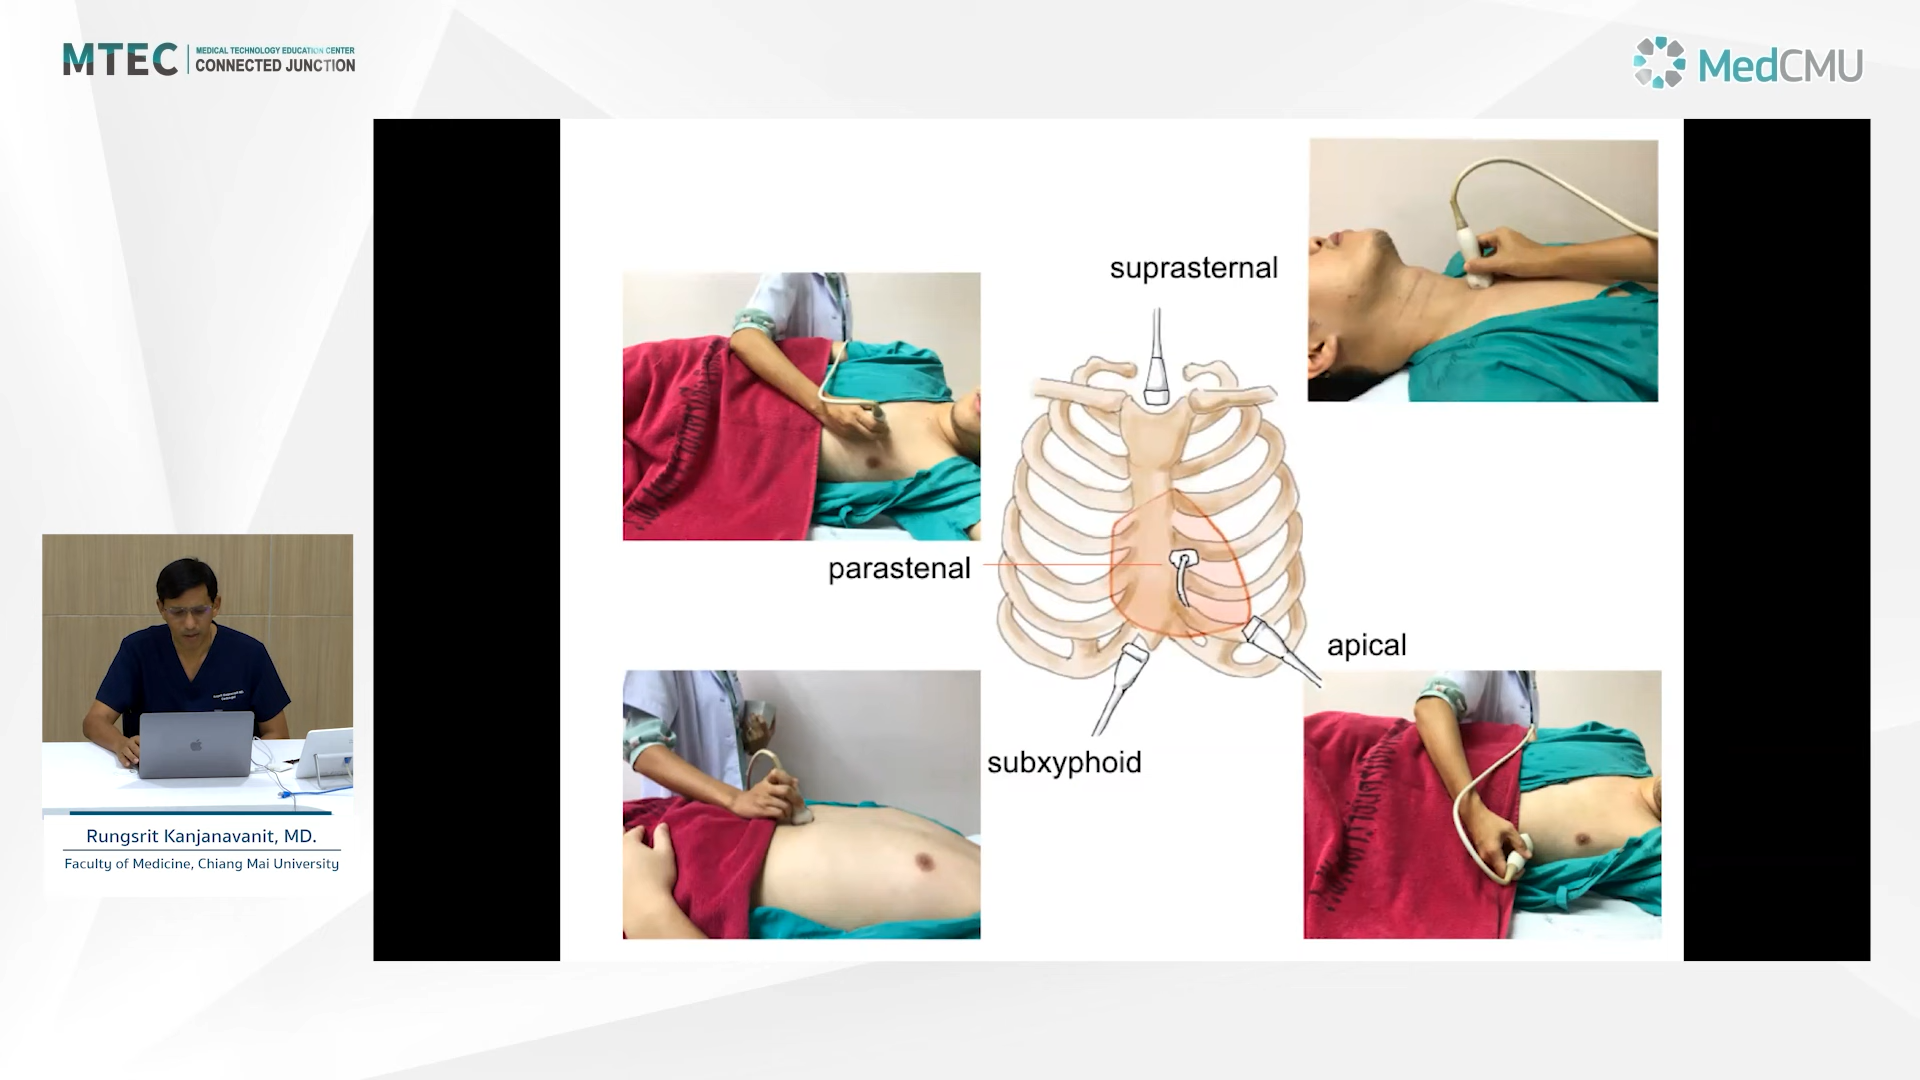 MTEC
MEDICAL TECHNOLOGY EDUCATION CENTER
CONNECTED JUNCTION
MedCMU
suprasternal
parastenal
apical
subxyphoid
Rungsrit Kanjanavanit, MD.
Faculty of Medicine, Chiang Mai University